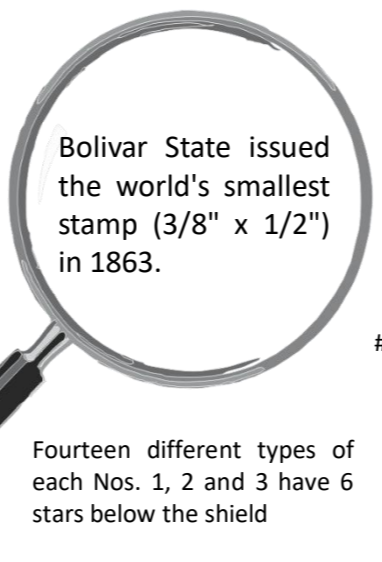 Bolivar State issued
the world's smallest
stamp (3/8" x 1/2")
in 1863.
#
Fourteen different types of
each Nos. 1, 2 and 3 have 6
stars below the shield